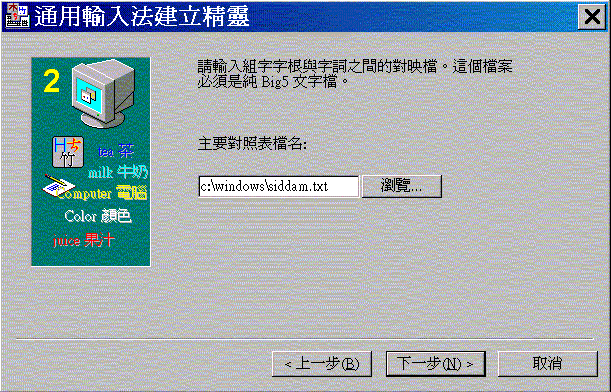 通用輸入法建立精靈
2
請輸入組字字根與字詞之間的對映檔。這個檔案
必須是純 Big5 文字檔。
H 古
竹
tea 茶
milk 牛奶
Computer 電腦
Color 顏色
juice 果汁
主要對照表檔名:
c:\windows\siddam.txt
瀏覽...
< 上一步(B)
下一步(N) >
取消